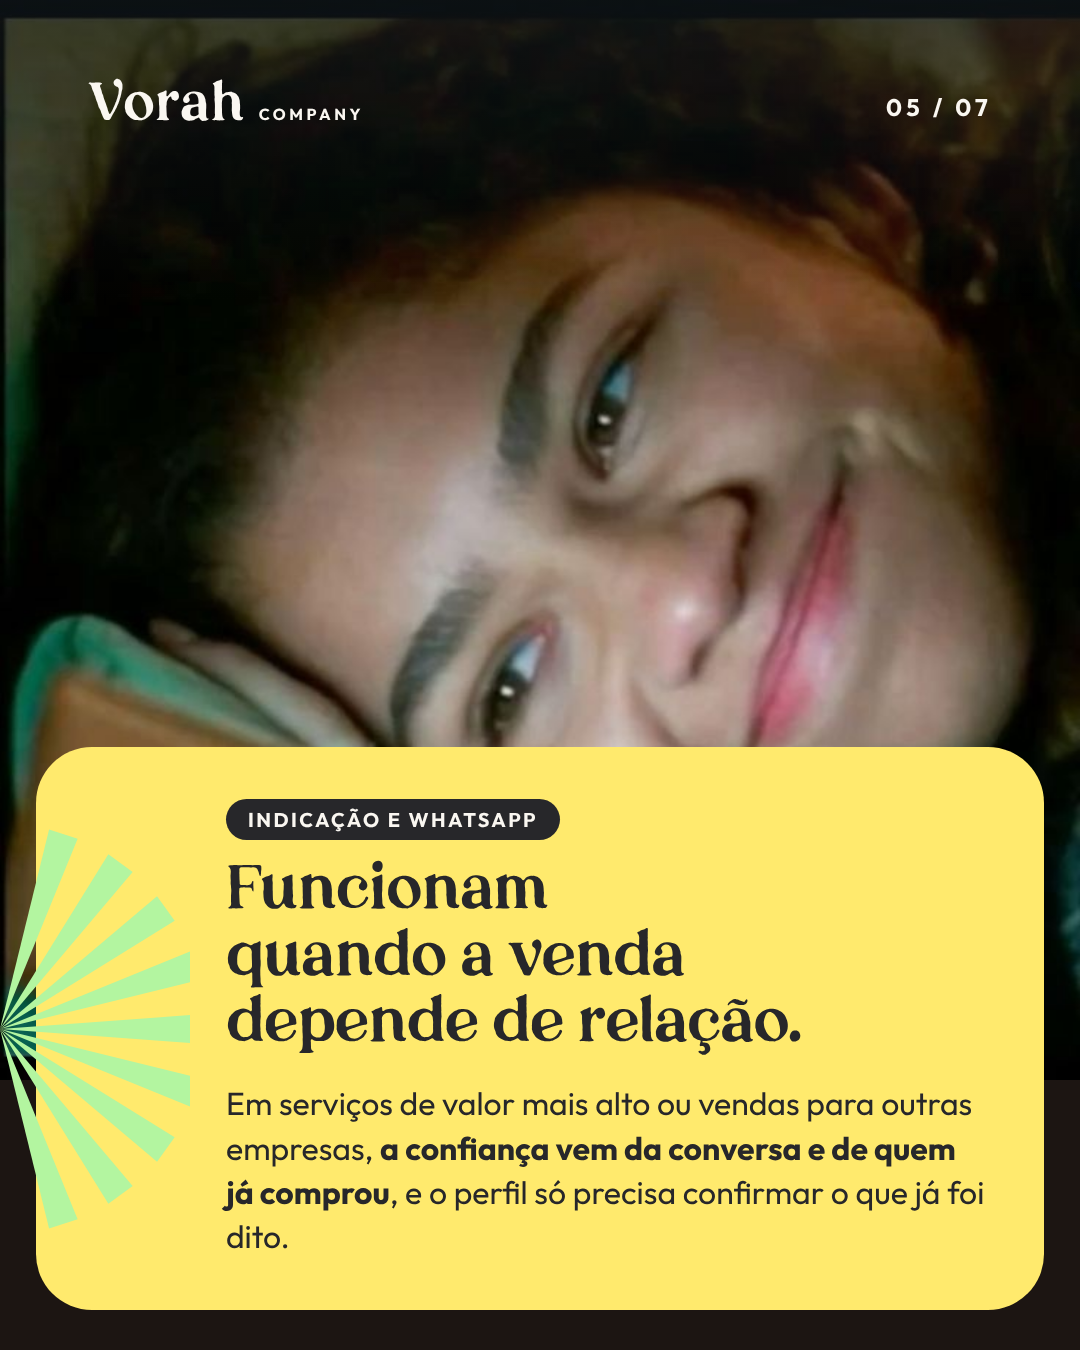 Vorah COMPANY
05 / 07
INDICAÇÃO E WHATSAPP
Funcionam
quando a venda
depende de relação.
Em serviços de valor mais alto ou vendas para outras
empresas, a confiança vem da conversa e de quem
já comprou, e o perfil só precisa confirmar o que já foi
dito.